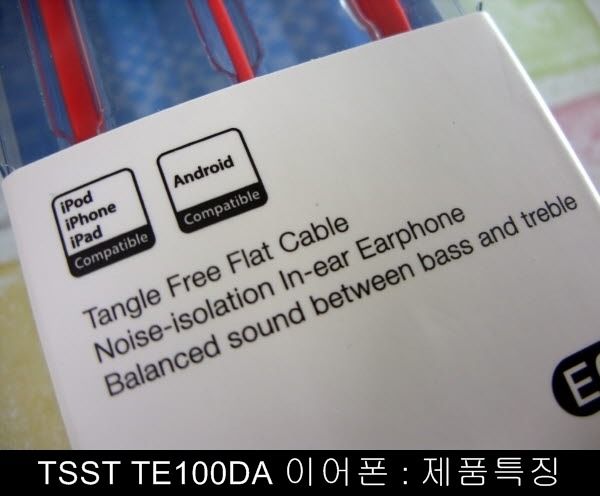 iPod
iPhone
iPad
Compatible
Android
Compatible
Tangle Free Flat Cable
Noise-isolation In-ear Earphone
Balanced sound between bass and treble
TSST TE100DA 이어폰 : 제품특징